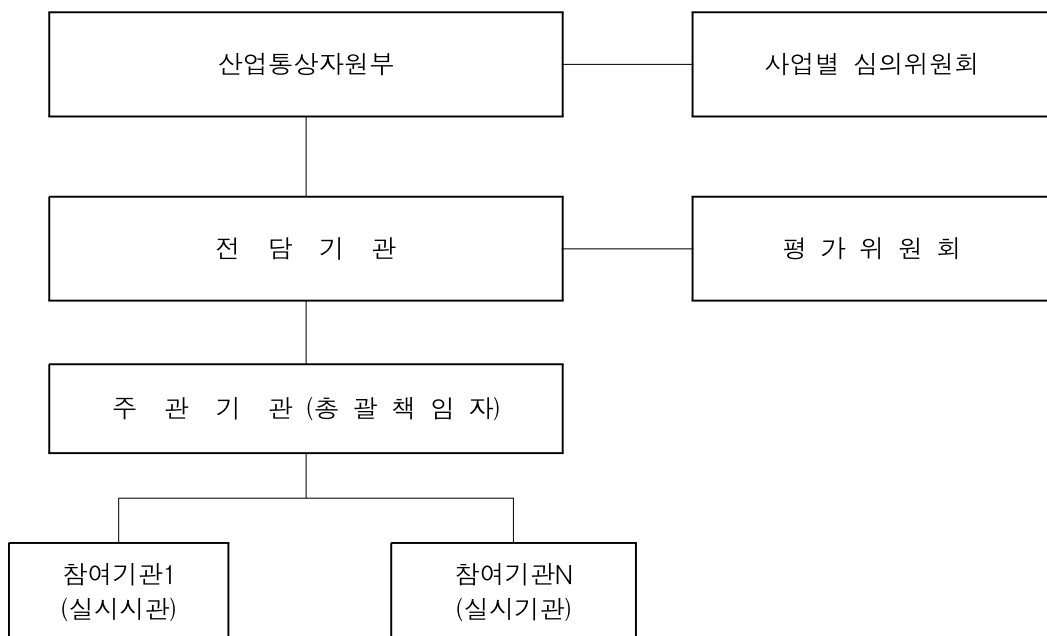 산업통상자원부
사업별 심의위원회
전 담 기 관
평 가 위 원 회
주 관 기 관 (총 괄 책 임 자)
참여기관1
(실시시관)
참여기관N
(실시기관)